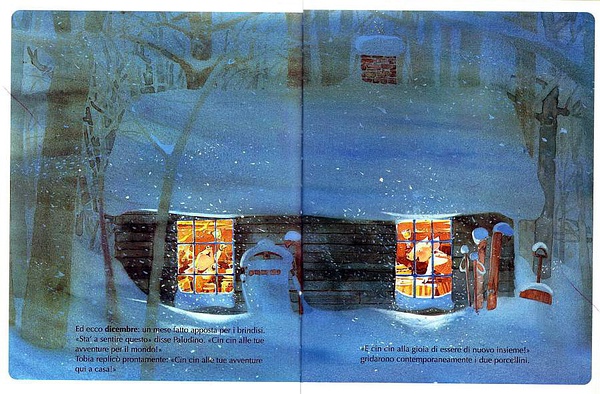 Ed ecco dicembre: un mese fatto apposta per i brindisi.
«Sta' a sentire questo» disse Paludino. «Cin cin alle tue
avventure per il mondo!»
Tobia replicò prontamente: «Cin cin alle tue avventure
qui a casa!»
«E cin cin alla gioia di essere di nuovo insieme!»
gridarono contemporaneamente i due porcellini.